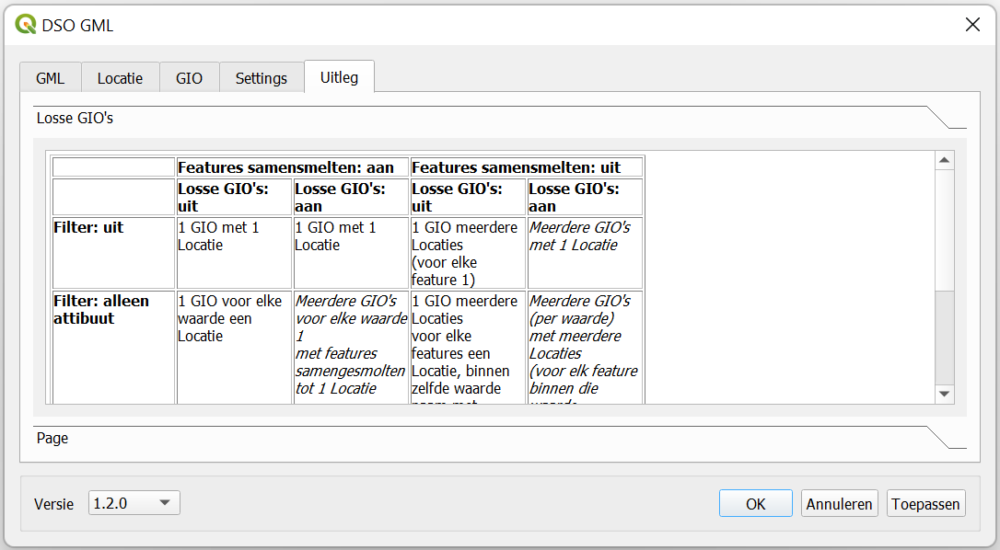 DSO GML
GML
Locatie
GIO
Settings
Uitleg
Losse GIO's
Features samensmelten: aan
Features samensmelten: uit
Losse GIO's:
uit
Losse GIO's:
aan
Losse GIO's:
uit
Losse GIO's:
aan
Filter: uit
1 GIO met 1
Locatie
1 GIO met 1
Locatie
1 GIO meerdere
Locaties
(voor elke
feature 1)
Meerdere GIO's
met 1 Locatie
Filter: alleen
attibuut
1 GIO voor elke
waarde een
Locatie
Meerdere GIO's
voor elke waarde
1
met features
samengesmolten
tot 1 Locatie
1 GIO meerdere
Locaties
voor elke
features een
Locatie, binnen
zelfde waarde
Meerdere GIO's
(per waarde)
met meerdere
Locaties
(voor elk feature
binnen die
Page
Versie
1.2.0
OK
Annuleren
Toepassen